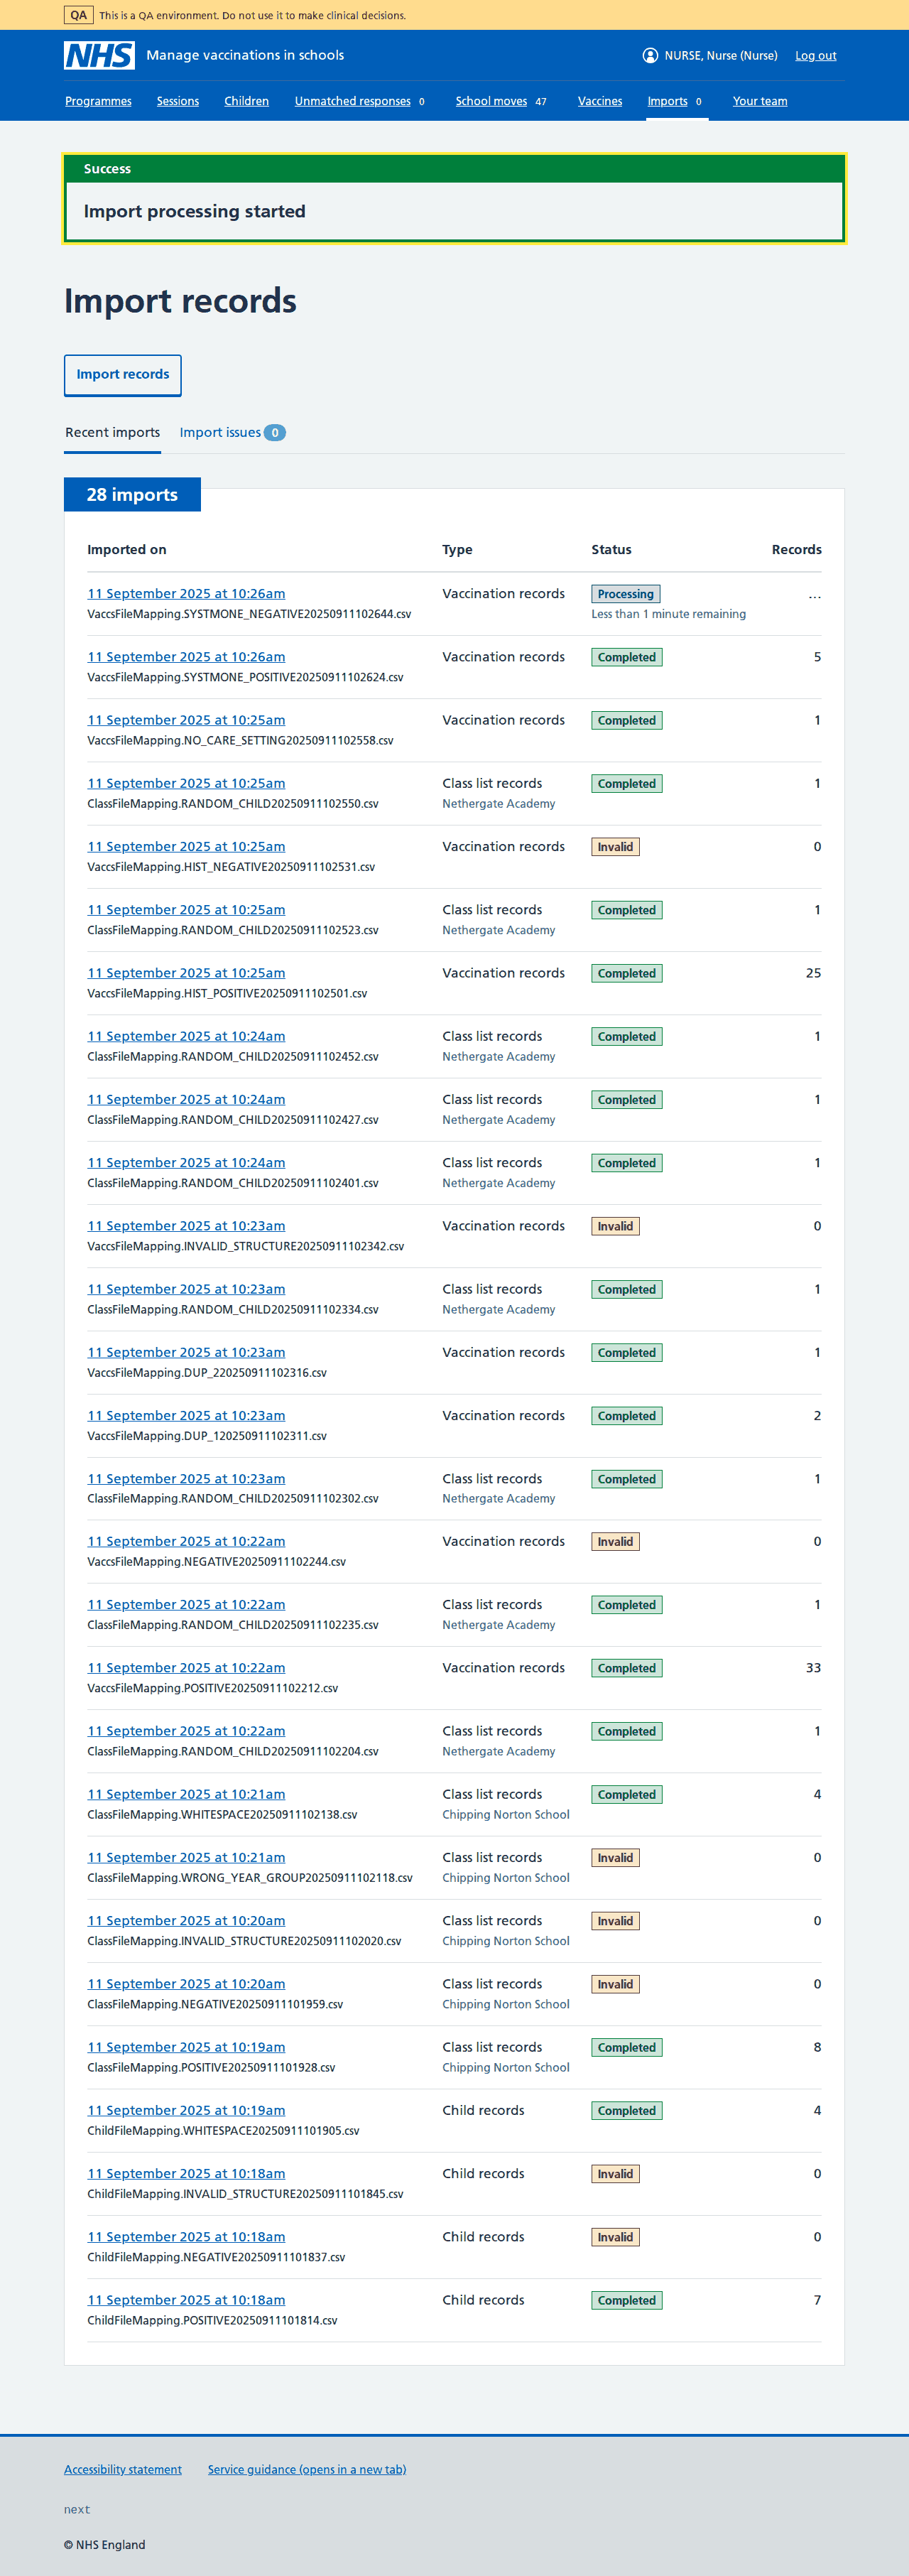 QA This is a QA environment. Do not use it to make clinical decisions.
NHS Manage vaccinations in schools NURSE, Nurse (Nurse) Log out
Programmes Sessions Children Unmatched responses 0 School moves 47 Vaccines Imports 0 Your team
Success
Import processing started
Import records
Import records
Recent imports Import issues 0
28 imports
Imported on Type Status Records
11 September 2025 at 10:26am Vaccination records Processing ...
VaccsFileMapping.SYSTMONE_NEGATIVE20250911102644.csv Less than 1 minute remaining
11 September 2025 at 10:26am Vaccination records Completed 5
VaccsFileMapping.SYSTMONE_POSITIVE20250911102624.csv
11 September 2025 at 10:25am Vaccination records Completed 1
VaccsFileMapping.NO_CARE_SETTING20250911102558.csv
11 September 2025 at 10:25am Class list records Completed 1
ClassFileMapping.RANDOM_CHILD20250911102550.csv Nethergate Academy
11 September 2025 at 10:25am Vaccination records Invalid 0
VaccsFileMapping.HIST_NEGATIVE20250911102531.csv
11 September 2025 at 10:25am Class list records Completed 1
ClassFileMapping.RANDOM_CHILD20250911102523.csv Nethergate Academy
11 September 2025 at 10:25am Vaccination records Completed 25
VaccsFileMapping.HIST_POSITIVE20250911102501.csv
11 September 2025 at 10:24am Class list records Completed 1
ClassFileMapping.RANDOM_CHILD20250911102452.csv Nethergate Academy
11 September 2025 at 10:24am Class list records Completed 1
ClassFileMapping.RANDOM_CHILD20250911102427.csv Nethergate Academy
11 September 2025 at 10:24am Class list records Completed 1
ClassFileMapping.RANDOM_CHILD20250911102401.csv Nethergate Academy
11 September 2025 at 10:23am Vaccination records Invalid 0
VaccsFileMapping.INVALID_STRUCTURE20250911102342.csv
11 September 2025 at 10:23am Class list records Completed 1
ClassFileMapping.RANDOM_CHILD20250911102334.csv Nethergate Academy
11 September 2025 at 10:23am Vaccination records Completed 1
VaccsFileMapping.DUP_220250911102316.csv
11 September 2025 at 10:23am Vaccination records Completed 2
VaccsFileMapping.DUP_120250911102311.csv
11 September 2025 at 10:23am Class list records Completed 1
ClassFileMapping.RANDOM_CHILD20250911102302.csv Nethergate Academy
11 September 2025 at 10:22am Vaccination records Invalid 0
VaccsFileMapping.NEGATIVE20250911102244.csv
11 September 2025 at 10:22am Class list records Completed 1
ClassFileMapping.RANDOM_CHILD20250911102235.csv Nethergate Academy
11 September 2025 at 10:22am Vaccination records Completed 33
VaccsFileMapping.POSITIVE20250911102212.csv
11 September 2025 at 10:22am Class list records Completed 1
ClassFileMapping.RANDOM_CHILD20250911102204.csv Nethergate Academy
11 September 2025 at 10:21am Class list records Completed 4
ClassFileMapping.WHITESPACE20250911102138.csv Chipping Norton School
11 September 2025 at 10:21am Class list records Invalid 0
ClassFileMapping.WRONG_YEAR_GROUP20250911102118.csv Chipping Norton School
11 September 2025 at 10:20am Class list records Invalid 0
ClassFileMapping.INVALID_STRUCTURE20250911102020.csv Chipping Norton School
11 September 2025 at 10:20am Class list records Invalid 0
ClassFileMapping.NEGATIVE20250911101959.csv Chipping Norton School
11 September 2025 at 10:19am Class list records Completed 8
ClassFileMapping.POSITIVE20250911101928.csv Chipping Norton School
11 September 2025 at 10:19am Child records Completed 4
ChildFileMapping.WHITESPACE20250911101905.csv
11 September 2025 at 10:18am Child records Invalid 0
ChildFileMapping.INVALID_STRUCTURE20250911101845.csv
11 September 2025 at 10:18am Child records Invalid 0
ChildFileMapping.NEGATIVE20250911101837.csv
11 September 2025 at 10:18am Child records Completed 7
ChildFileMapping.POSITIVE20250911101814.csv
Accessibility statement Service guidance (opens in a new tab)
next
© NHS England